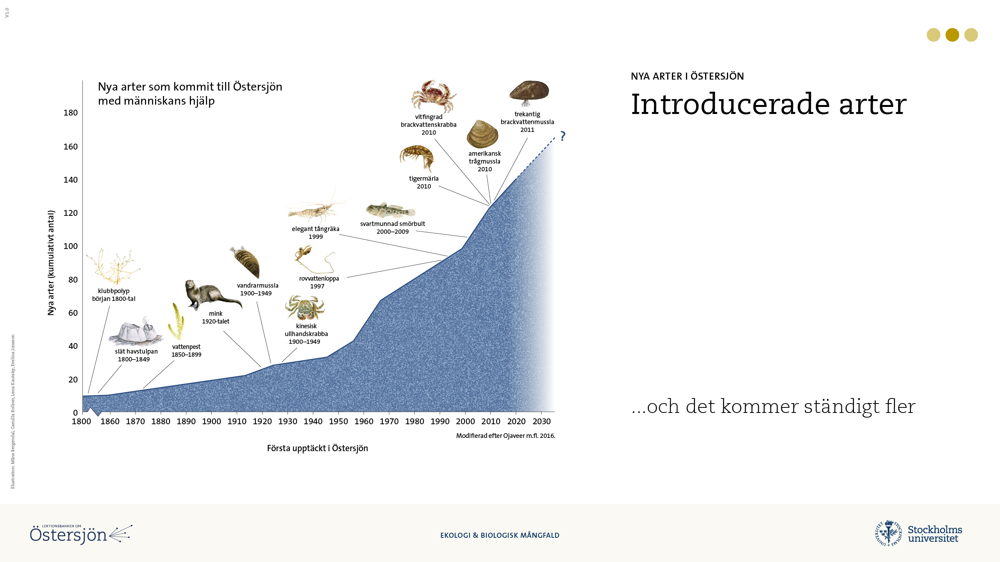 V1.0
NYA ARTER I ÖSTERSJÖN
Introducerade arter
...och det kommer ständigt fler
Nya arter som kommit till Östersjön
med människans hjälp
Nya arter (kumulativt antal)
180
160
140
120
100
80
60
40
20
0
klubbpolyp
början 1800-tal
slät havstulpan
1800–1849
vattenpest
1850–1899
mink
1920-talet
vandrarmussla
1900–1949
kinesisk
ullhandskrabba
1900–1949
rovvattenloppa
1997
elegant tångräka
1999
svartmunnad smörbult
2000–2009
tigermärla
2010
vitfingrad
brackvattenskrabba
2010
amerikansk
trågmussla
2010
trekantig
brackvattenmussla
2011
?
1800 1860 1870 1880 1890 1900 1910 1920 1930 1940 1950 1960 1970 1980 1990 2000 2010 2020 2030
Modifierad efter Ojaveer m.fl. 2016.
Första upptäckt i Östersjön
Illustration: Måns Bergendal, Camilla Bollner, Lena Kautsky, Evelina Jonsson
LEKTIONSBANKEN OM
Östersjön
EKOLOGI & BIOLOGISK MÅNGFALD
STOCKHOLMS UNIVERSITET
Stockholms
universitet